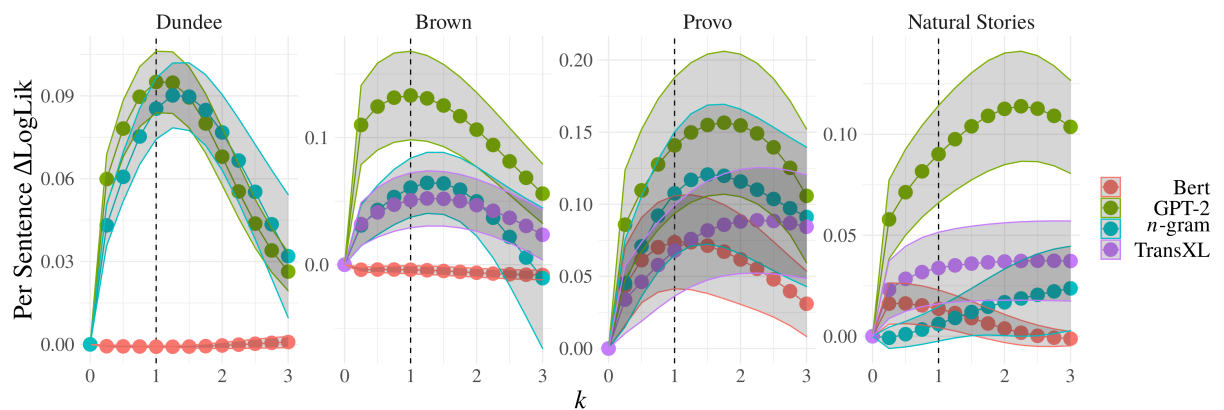 Dundee
Brown
Provo
Natural Stories
Per Sentence ΔLogLik
0.09
0.06
0.03
0.00
0 1 2 3
0.1
0.0
0 1 2 3
0.20
0.15
0.10
0.05
0.00
0 1 2 3
0.10
0.05
0.00
0 1 2 3
k
Bert
GPT-2
n-gram
TransXL